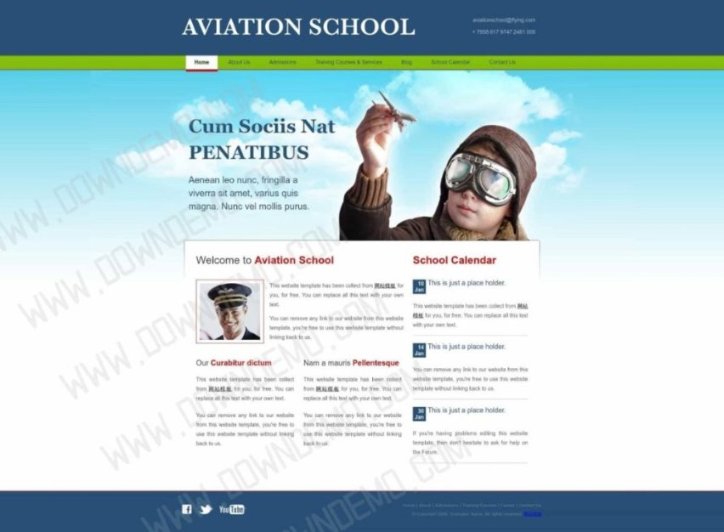 AVIATION SCHOOL
aviationschool@flying.com
Home
About Us
Admissions
Training Courses & Services
Blog
School Calendar
Contact Us
Cum Sociis Nat
PENATIBUS
Aenean leo nunc, fringilla a
viverra sit amet, varius quis
magna. Nunc vel mollis purus.
Welcome to Aviation School
This website template has been collect from 网站模板 for
you, for free. You can replace all this text with your own
text.
You can remove any link to our website from this website
template, you're free to use this website template without
linking back to us.
Our Curabitur dictum
This website template has been collect
from 网站模板 for you, for free. You can
replace all this text with your own text.
You can remove any link to our website
from this website template, you're free to
use this website template without linking
back to us.
Nam a mauris Pellentesque
This website template has been collect
from 网站模板 for you, for free. You can
replace all this text with your own text.
You can remove any link to our website
from this website template, you're free to
use this website template without linking
back to us.
School Calendar
10
Jan
This is just a place holder.
This website template has been collect from 网站
模板 for you, for free. You can replace all this text
with your own text.
14
Jan
This is just a place holder.
You can remove any link to our website from this
website template, you're free to use this website
template without linking back to us.
30
Jan
This is just a place holder.
If you're having problems editing this website
template, then don't hesitate to ask for help on
the Forum.
You Tube
WWW.DOWNDEMO.COM
WWW.DOWNDEMO.COM
WWW.DOWNDEMO.COM
WWW.DOWNDEMO.COM